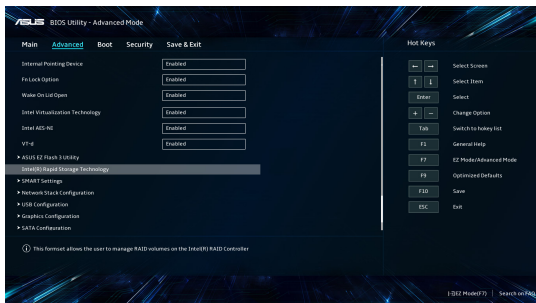 ASUS BIOS Utility - Advanced Mode
Main Advanced Boot Security Save & Exit
Hot Keys
Internal Pointing Device Enabled
Fn Lock Option Enabled
Wake On Lid Open Enabled
Intel Virtualization Technology Enabled
Intel AES-NI Enabled
VT-d Enabled
ASUS EZ Flash 3 Utility
Intel(R) Rapid Storage Technology
SMART Settings
Network Stack Configuration
USB Configuration
Graphics Configuration
SATA Configuration
This formset allows the user to manage RAID volumes on the Intel(R) RAID Controller
← → Select Screen
↑ ↓ Select Item
Enter Select
+ − Change Option
Tab Switch to hokey list
F1 General Help
F7 EZ Mode/Advanced Mode
F9 Optimized Defaults
F10 Save
ESC Exit
EZ Mode(F7) | Search on FAQ